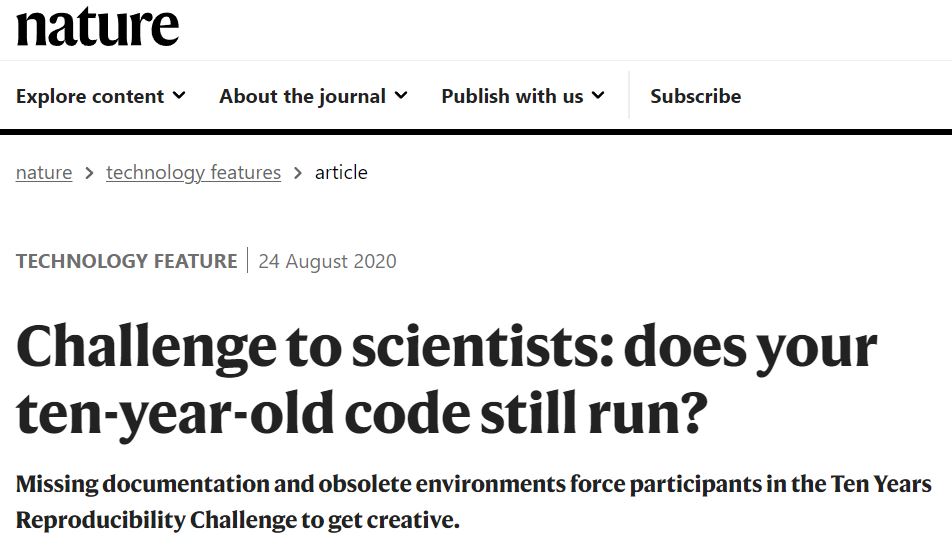 nature
Explore content About the journal Publish with us Subscribe
nature > technology features > article
TECHNOLOGY FEATURE | 24 August 2020
Challenge to scientists: does your
ten-year-old code still run?
Missing documentation and obsolete environments force participants in the Ten Years
Reproducibility Challenge to get creative.